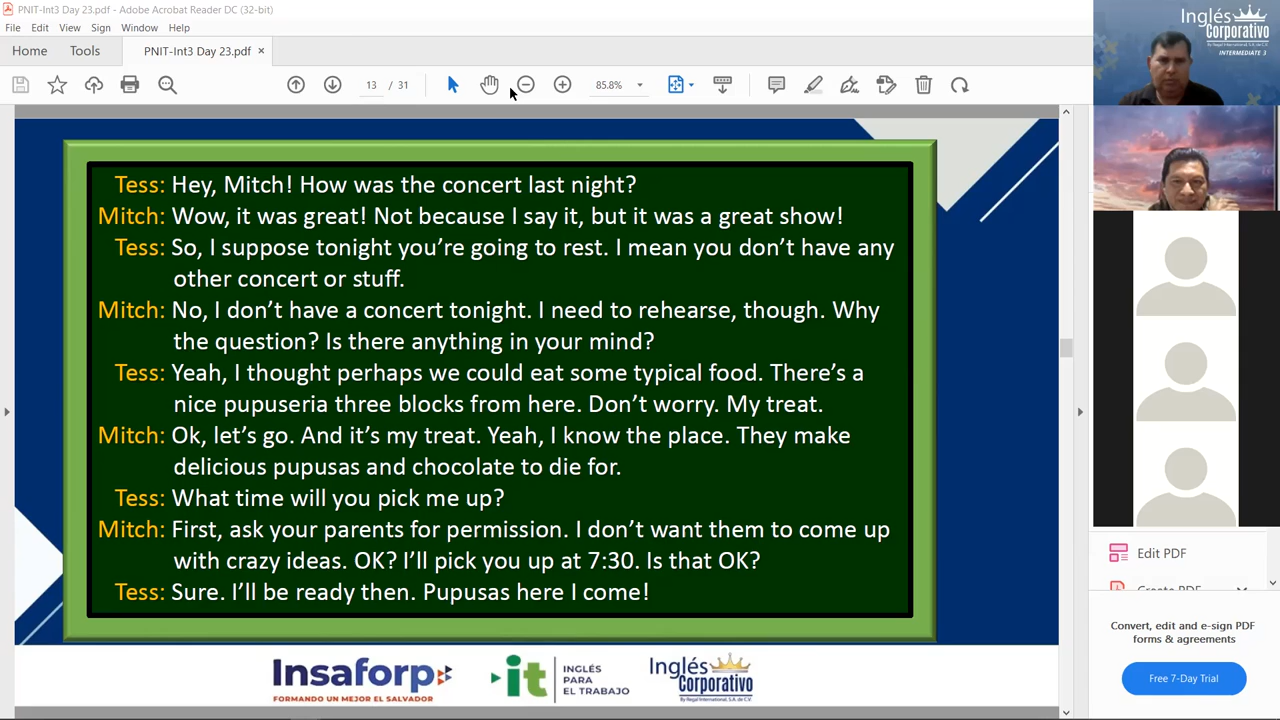 PNIT-Int3 Day 23.pdf - Adobe Acrobat Reader DC (32-bit)
File Edit View Sign Window Help
Home Tools PNIT-Int3 Day 23.pdf ×
13 / 31 85.8%
Tess: Hey, Mitch! How was the concert last night?
Mitch: Wow, it was great! Not because I say it, but it was a great show!
Tess: So, I suppose tonight you're going to rest. I mean you don't have any
other concert or stuff.
Mitch: No, I don't have a concert tonight. I need to rehearse, though. Why
the question? Is there anything in your mind?
Tess: Yeah, I thought perhaps we could eat some typical food. There's a
nice pupuseria three blocks from here. Don't worry. My treat.
Mitch: Ok, let's go. And it's my treat. Yeah, I know the place. They make
delicious pupusas and chocolate to die for.
Tess: What time will you pick me up?
Mitch: First, ask your parents for permission. I don't want them to come up
with crazy ideas. OK? I'll pick you up at 7:30. Is that OK?
Tess: Sure. I'll be ready then. Pupusas here I come!
Insaforp
FORMANDO UN MEJOR EL SALVADOR
it
INGLÉS
PARA
EL TRABAJO
Inglés
Corporativo
By Regal International, S.A. de C.V.
Inglés
Corporativo
By Regal International, S.A. de C.V.
INTERMEDIATE 3
Edit PDF
Create PDF
Convert, edit and e-sign PDF
forms & agreements
Free 7-Day Trial